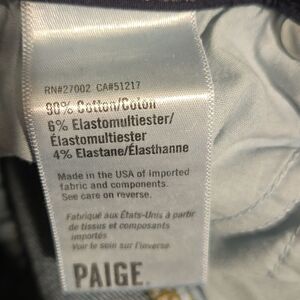 RN#27002 CA#51217
90% Cotton/Coton
6% Elastomultiester/
Élastomultiester
4% Elastane/Élasthanne
Made in the USA of imported
fabric and components.
See care on reverse.
Fabriqué aux États-Unis à partir
de tissus et composants
importés
Voir le soin sur l'inverse.
PAIGE.